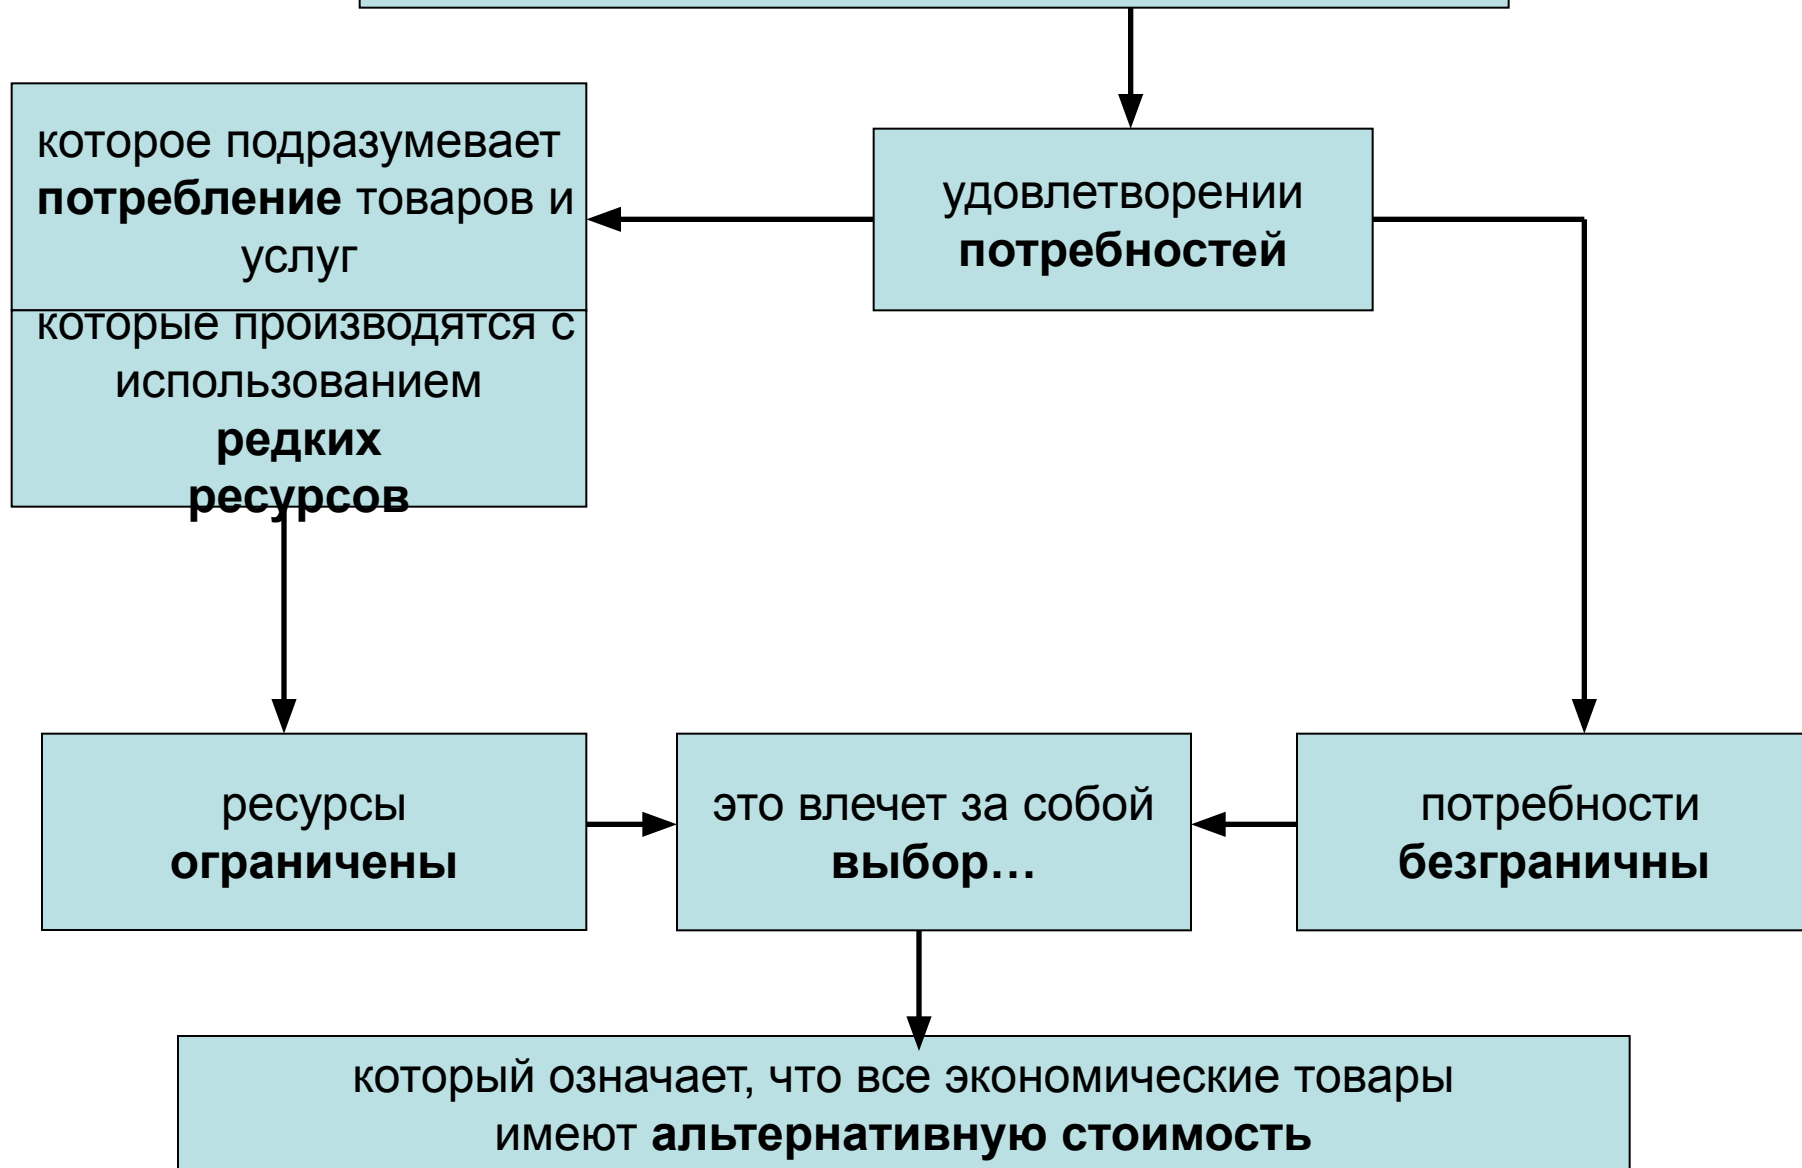 которое подразумевает
потребление товаров и
услуг
удовлетворении
потребностей
которые производятся с
использованием
редких
ресурсов
ресурсы
ограничены
это влечет за собой
выбор…
потребности
безграничны
который означает, что все экономические товары
имеют альтернативную стоимость